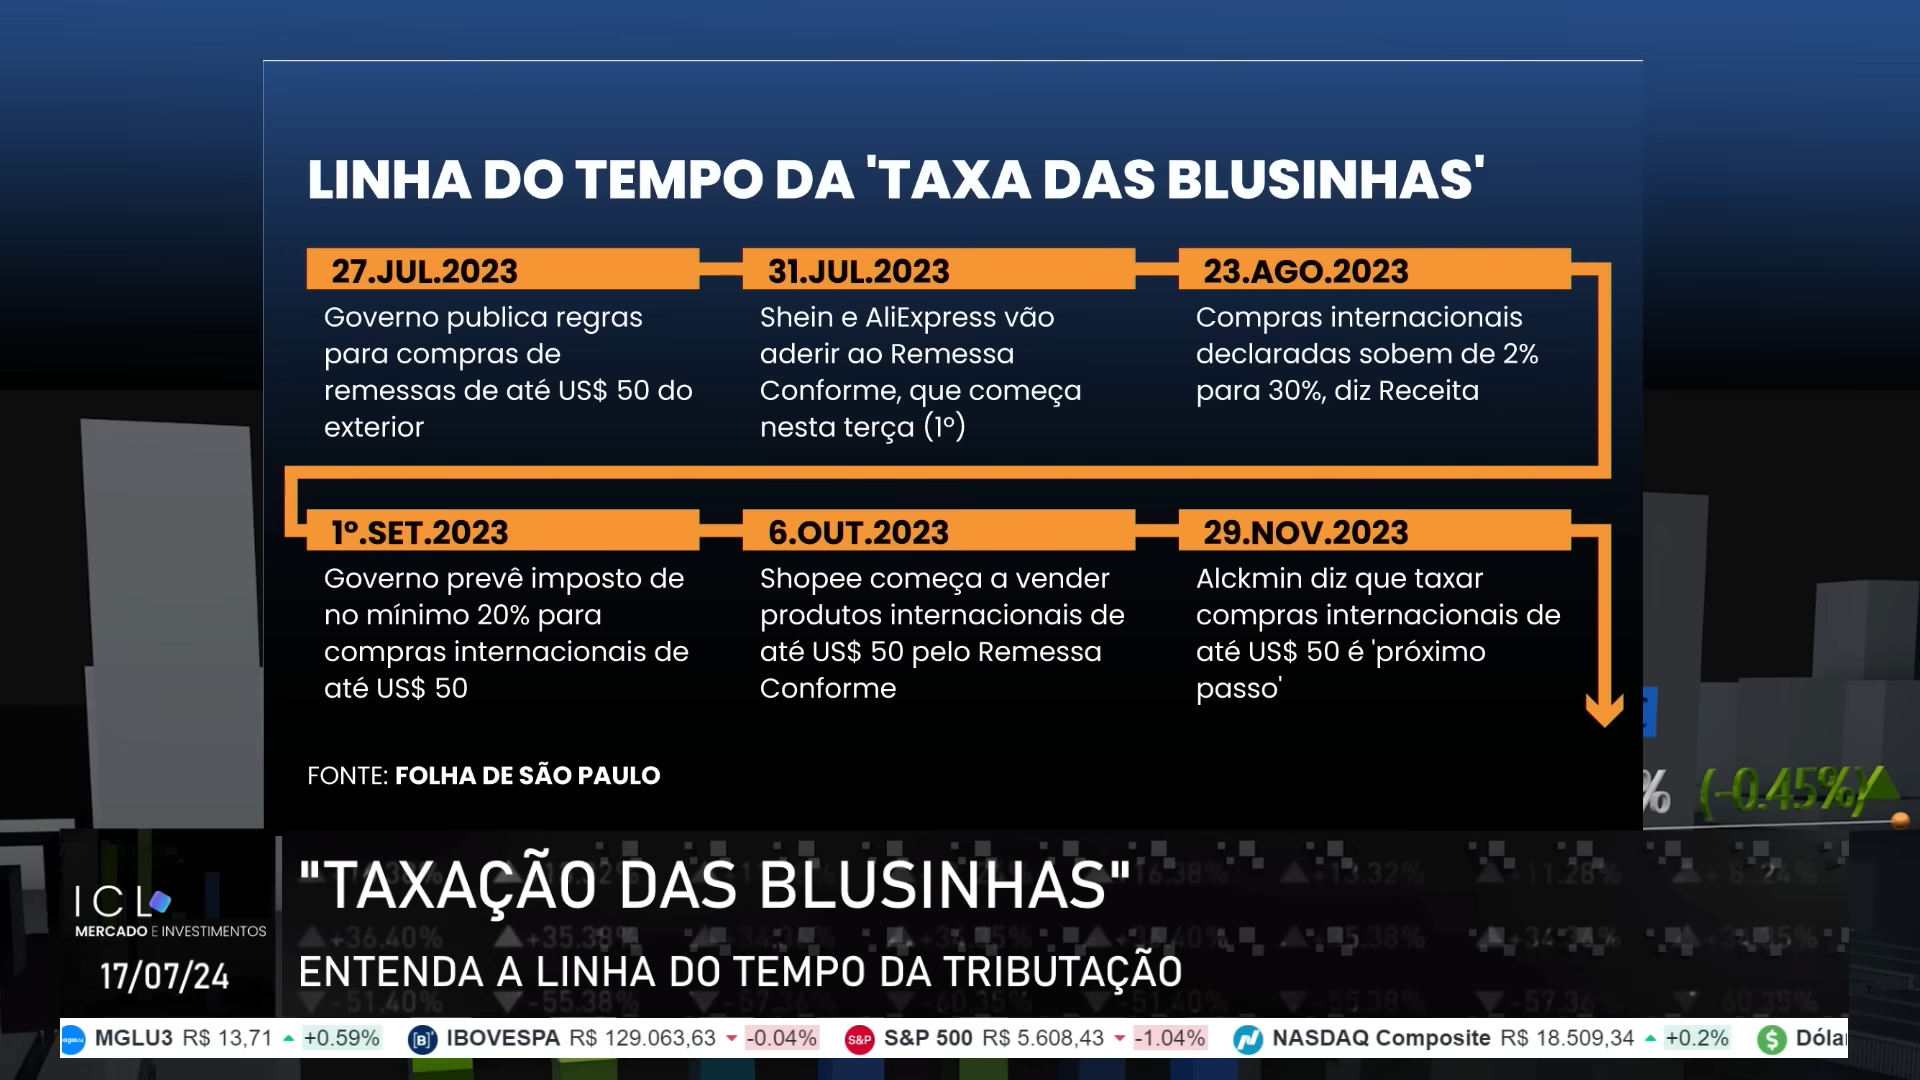 LINHA DO TEMPO DA 'TAXA DAS BLUSINHAS'
27.JUL.2023
Governo publica regras
para compras de
remessas de até US$ 50 do
exterior
31.JUL.2023
Shein e AliExpress vão
aderir ao Remessa
Conforme, que começa
nesta terça (1º)
23.AGO.2023
Compras internacionais
declaradas sobem de 2%
para 30%, diz Receita
1º.SET.2023
Governo prevê imposto de
no mínimo 20% para
compras internacionais de
até US$ 50
6.OUT.2023
Shopee começa a vender
produtos internacionais de
até US$ 50 pelo Remessa
Conforme
29.NOV.2023
Alckmin diz que taxar
compras internacionais de
até US$ 50 é 'próximo
passo'
FONTE: FOLHA DE SÃO PAULO
% (-0.45%)
"TAXAÇÃO DAS BLUSINHAS"
ENTENDA A LINHA DO TEMPO DA TRIBUTAÇÃO
ICL
MERCADO E INVESTIMENTOS
17/07/24
MGLU3 R$ 13,71 +0.59% [B] IBOVESPA R$ 129.063,63 -0.04% S&P S&P 500 R$ 5.608,43 -1.04% NASDAQ Composite R$ 18.509,34 +0.2% $ Dóla